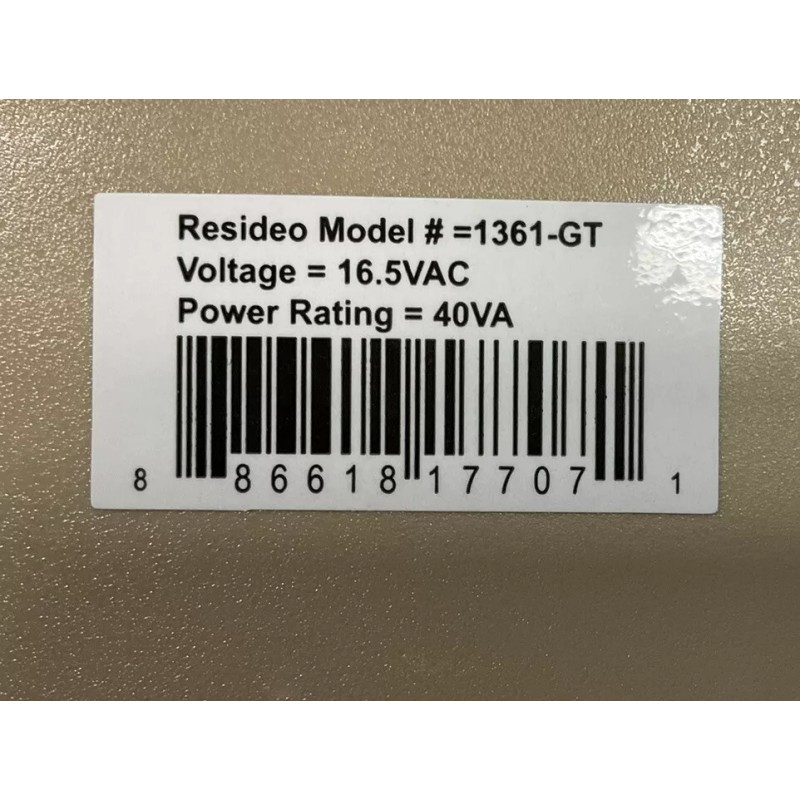 Resideo Model # =1361-GT
Voltage = 16.5VAC
Power Rating = 40VA
8 86618 17707 1